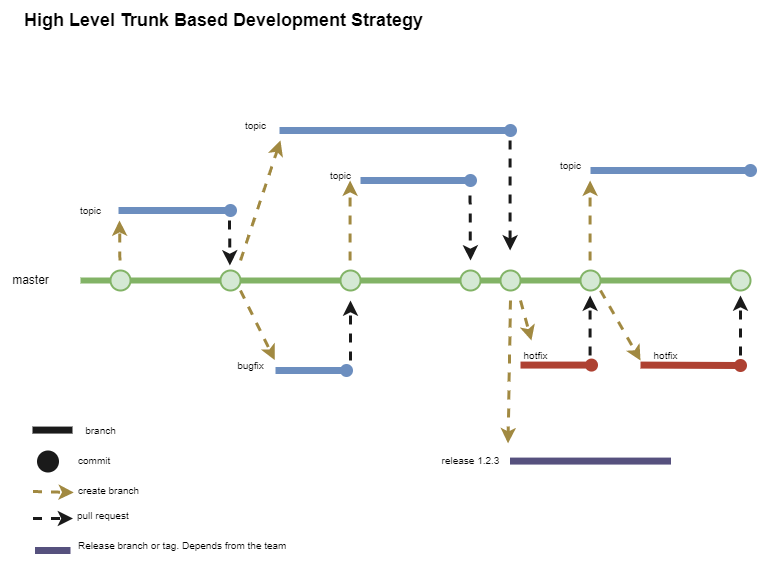 High Level Trunk Based Development Strategy
topic
topic
topic
topic
master
bugfix
hotfix
hotfix
release 1.2.3
branch
commit
create branch
pull request
Release branch or tag. Depends from the team